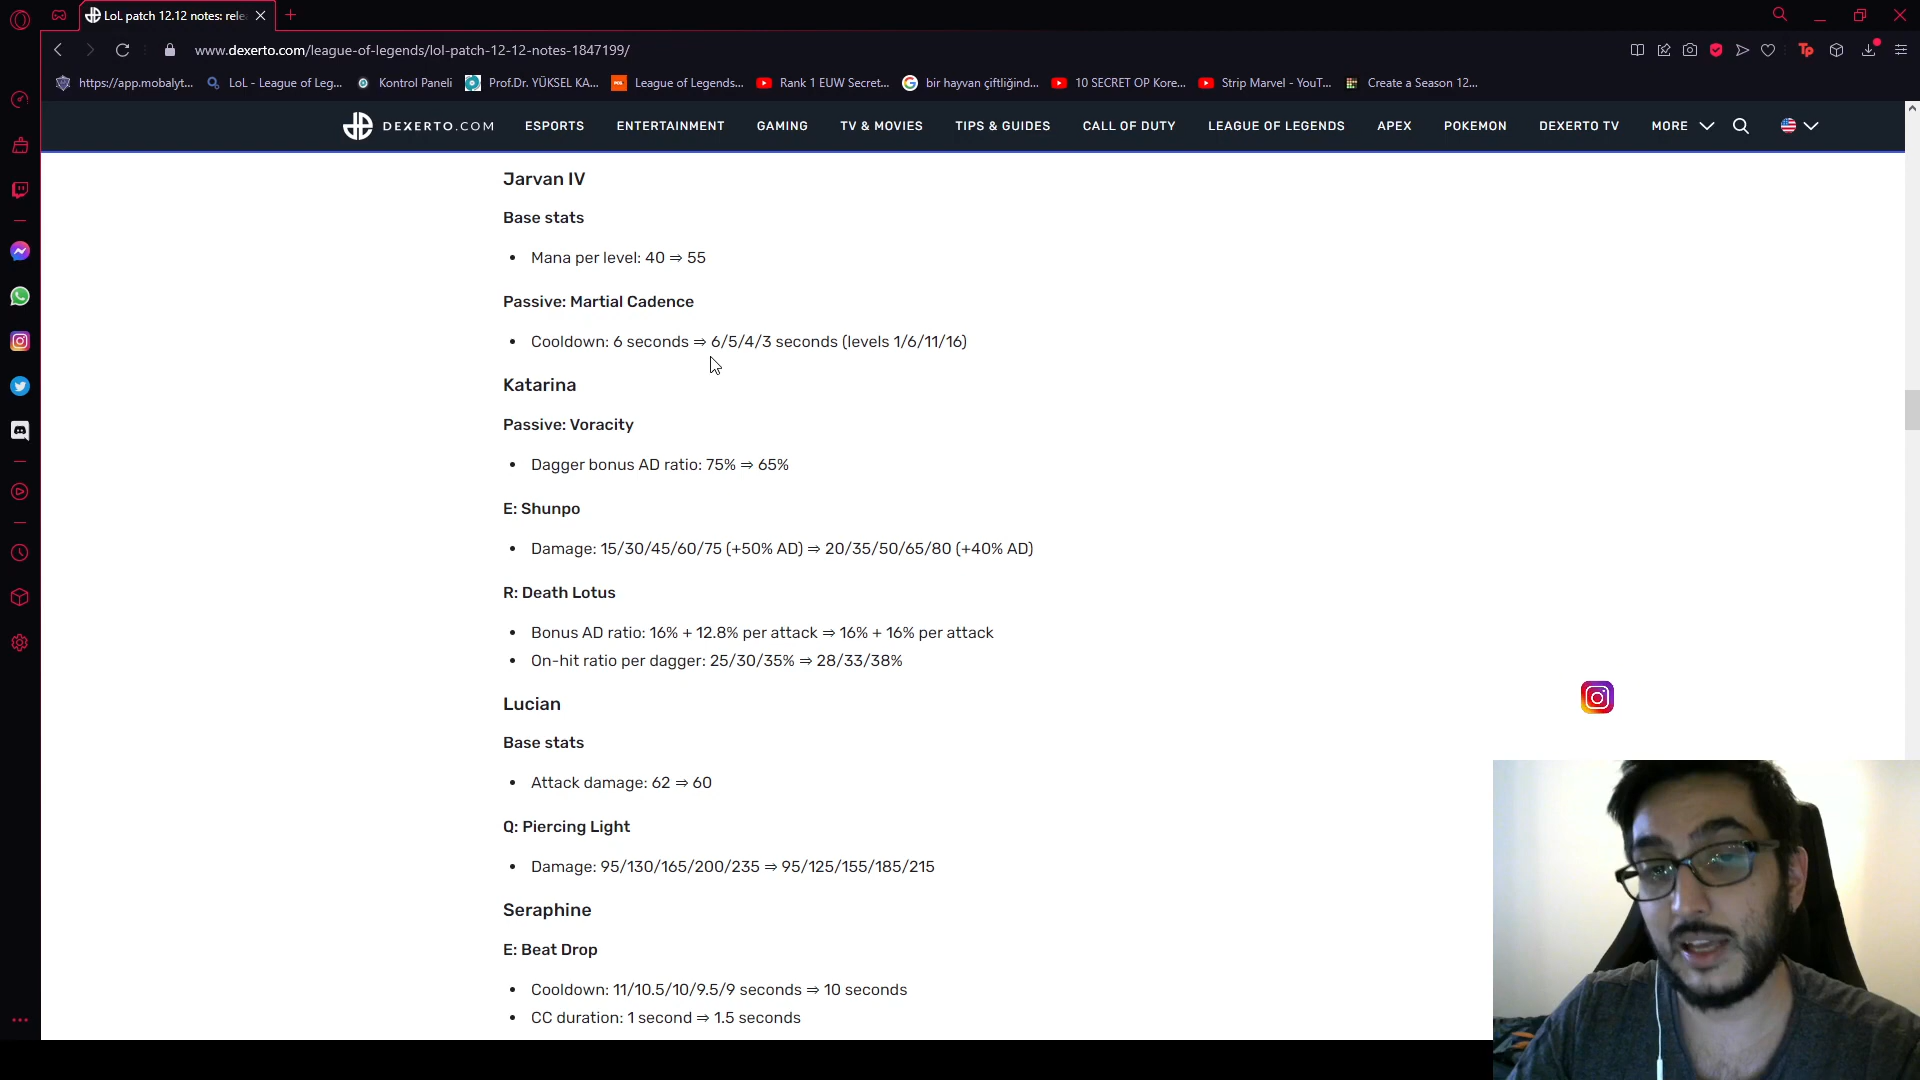 LoL patch 12.12 notes: rele
www.dexerto.com/league-of-legends/lol-patch-12-12-notes-1847199/
https://app.mobalyt... LoL - League of Leg... Kontrol Paneli Prof.Dr. YÜKSEL KA... League of Legends... Rank 1 EUW Secret... bir hayvan çiftliğind... 10 SECRET OP Kore... Strip Marvel - YouT... Create a Season 12...
DEXERTO.COM ESPORTS ENTERTAINMENT GAMING TV & MOVIES TIPS & GUIDES CALL OF DUTY LEAGUE OF LEGENDS APEX POKEMON DEXERTO TV MORE
Jarvan IV
Base stats
• Mana per level: 40 ⇒ 55
Passive: Martial Cadence
• Cooldown: 6 seconds ⇒ 6/5/4/3 seconds (levels 1/6/11/16)
Katarina
Passive: Voracity
• Dagger bonus AD ratio: 75% ⇒ 65%
E: Shunpo
• Damage: 15/30/45/60/75 (+50% AD) ⇒ 20/35/50/65/80 (+40% AD)
R: Death Lotus
• Bonus AD ratio: 16% + 12.8% per attack ⇒ 16% + 16% per attack
• On-hit ratio per dagger: 25/30/35% ⇒ 28/33/38%
Lucian
Base stats
• Attack damage: 62 ⇒ 60
Q: Piercing Light
• Damage: 95/130/165/200/235 ⇒ 95/125/155/185/215
Seraphine
E: Beat Drop
• Cooldown: 11/10.5/10/9.5/9 seconds ⇒ 10 seconds
• CC duration: 1 second ⇒ 1.5 seconds